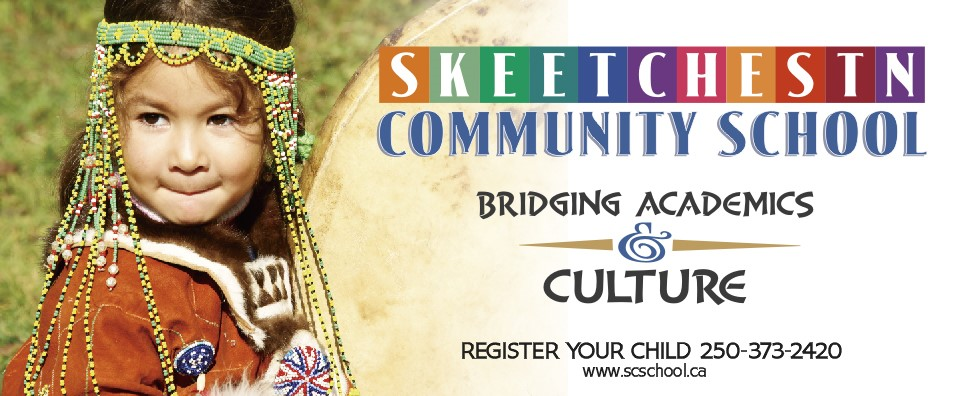 SKEETCHESTN
COMMUNITY SCHOOL
BRIDGING ACADEMICS
&
CULTURE
REGISTER YOUR CHILD 250-373-2420
www.scschool.ca